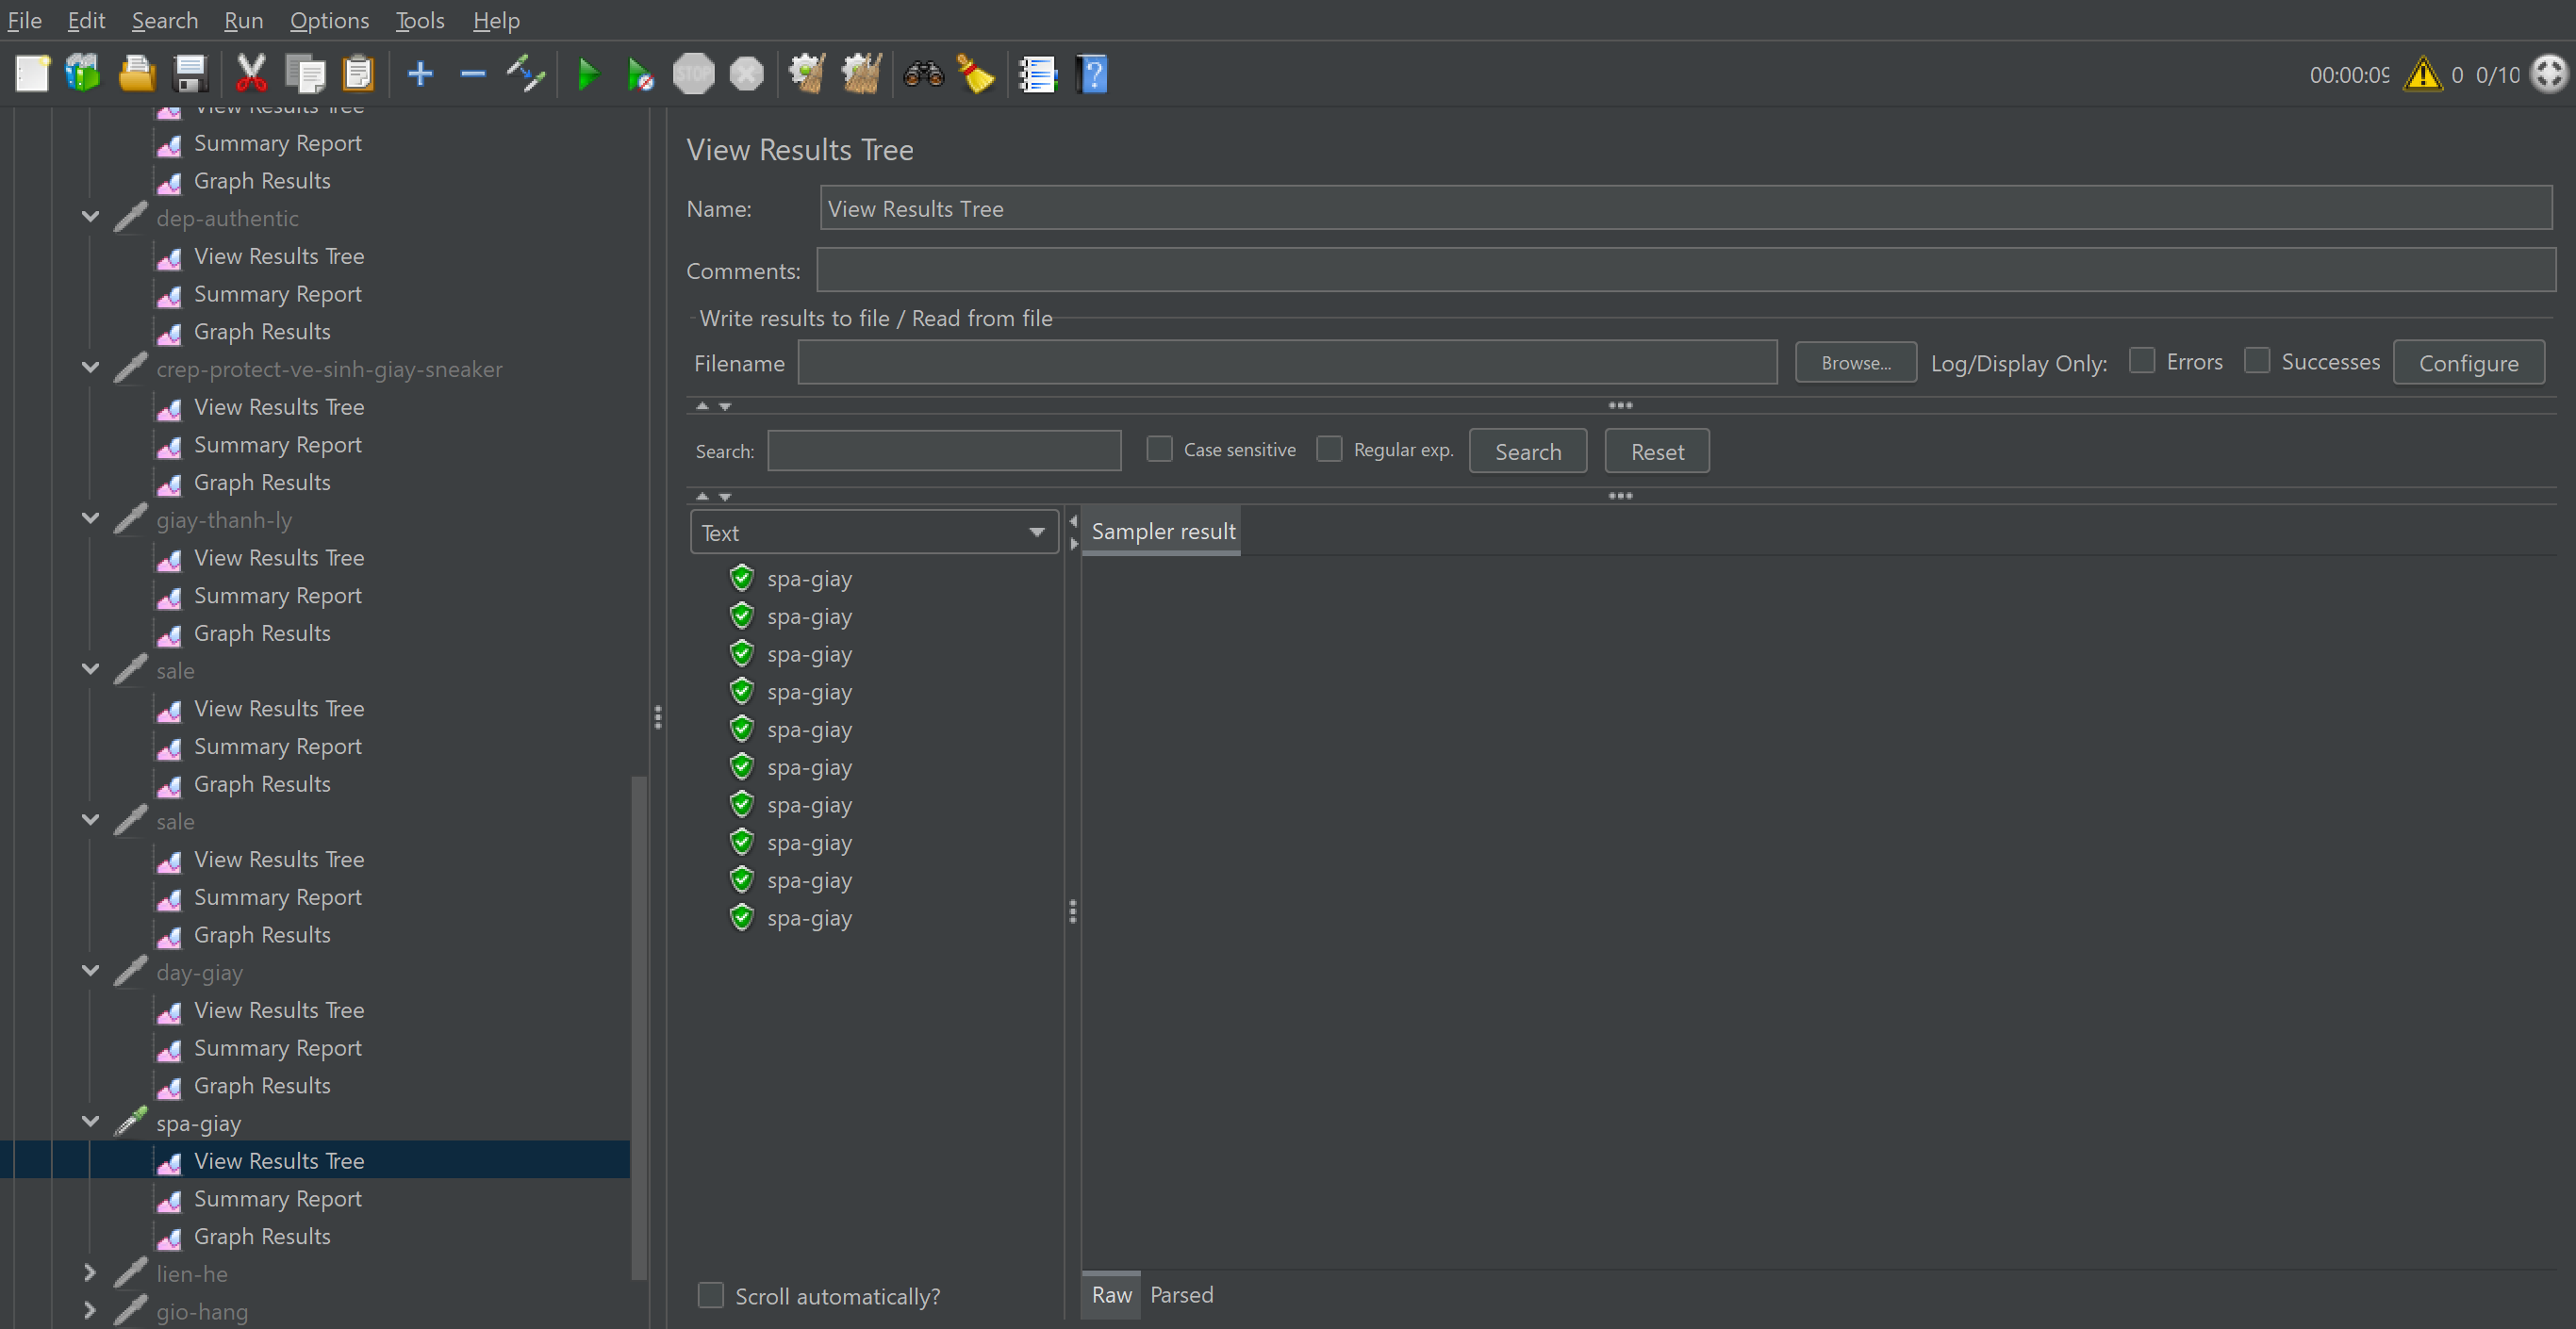 File Edit Search Run Options Tools Help
STOP
00:00:09 0 0/10
View Results Tree
Summary Report
Graph Results
dep-authentic
View Results Tree
Summary Report
Graph Results
crep-protect-ve-sinh-giay-sneaker
View Results Tree
Summary Report
Graph Results
giay-thanh-ly
View Results Tree
Summary Report
Graph Results
sale
View Results Tree
Summary Report
Graph Results
sale
View Results Tree
Summary Report
Graph Results
day-giay
View Results Tree
Summary Report
Graph Results
spa-giay
View Results Tree
Summary Report
Graph Results
lien-he
gio-hang
View Results Tree
Name: View Results Tree
Comments:
Write results to file / Read from file
Filename Browse... Log/Display Only: Errors Successes Configure
Search: Case sensitive Regular exp. Search Reset
Text
spa-giay
spa-giay
spa-giay
spa-giay
spa-giay
spa-giay
spa-giay
spa-giay
spa-giay
spa-giay
Scroll automatically?
Sampler result
Raw Parsed